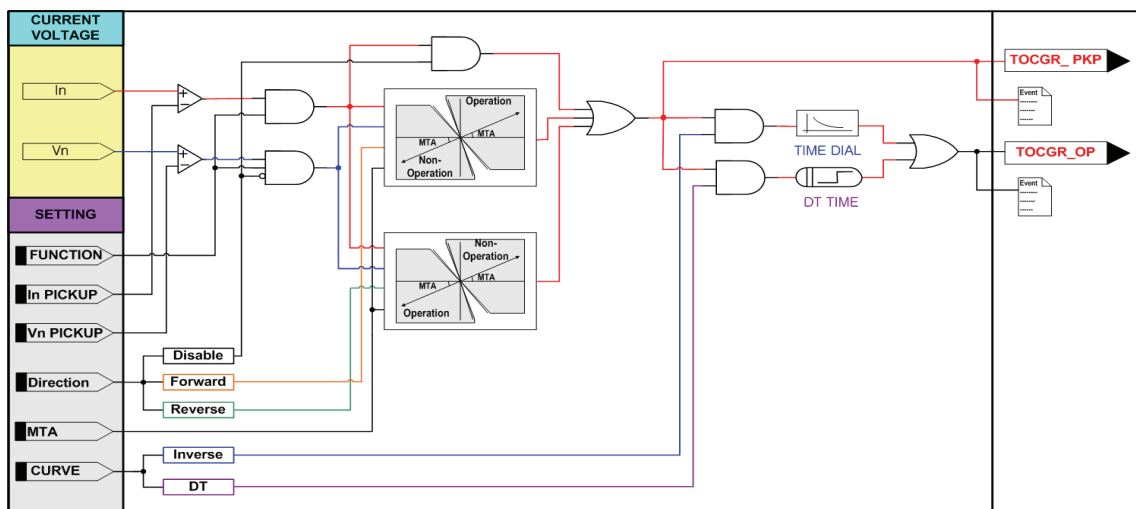 CURRENT
VOLTAGE
In
Vn
SETTING
FUNCTION
In PICKUP
Vn PICKUP
Direction
MTA
CURVE
Disable
Forward
Reverse
Inverse
DT
+
−
+
−
Operation
MTA
MTA
Non-
Operation
Non-
Operation
MTA
MTA
Operation
TIME DIAL
DT TIME
TOCGR_ PKP
Event
TOCGR_OP
Event